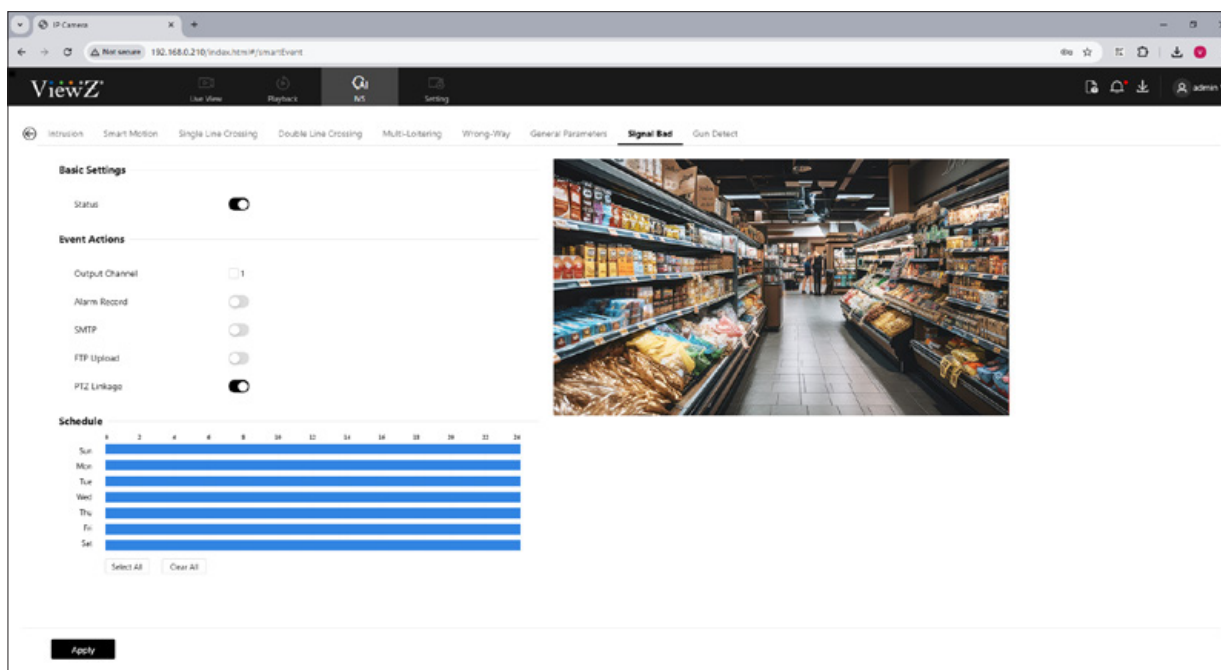 IP Camera
Not secure 192.168.0.210/index.html#/smartEvent
ViewZ
Live View Playback IVS Setting admin
Intrusion Smart Motion Single Line Crossing Double Line Crossing Multi-Loitering Wrong-Way General Parameters Signal Bad Gun Detect
Basic Settings
Status
Event Actions
Output Channel 1
Alarm Record
SMTP
FTP Upload
PTZ Linkage
Schedule
0 2 4 6 8 10 12 14 16 18 20 22 24
Sun
Mon
Tue
Wed
Thu
Fri
Sat
Select All Clear All
Apply